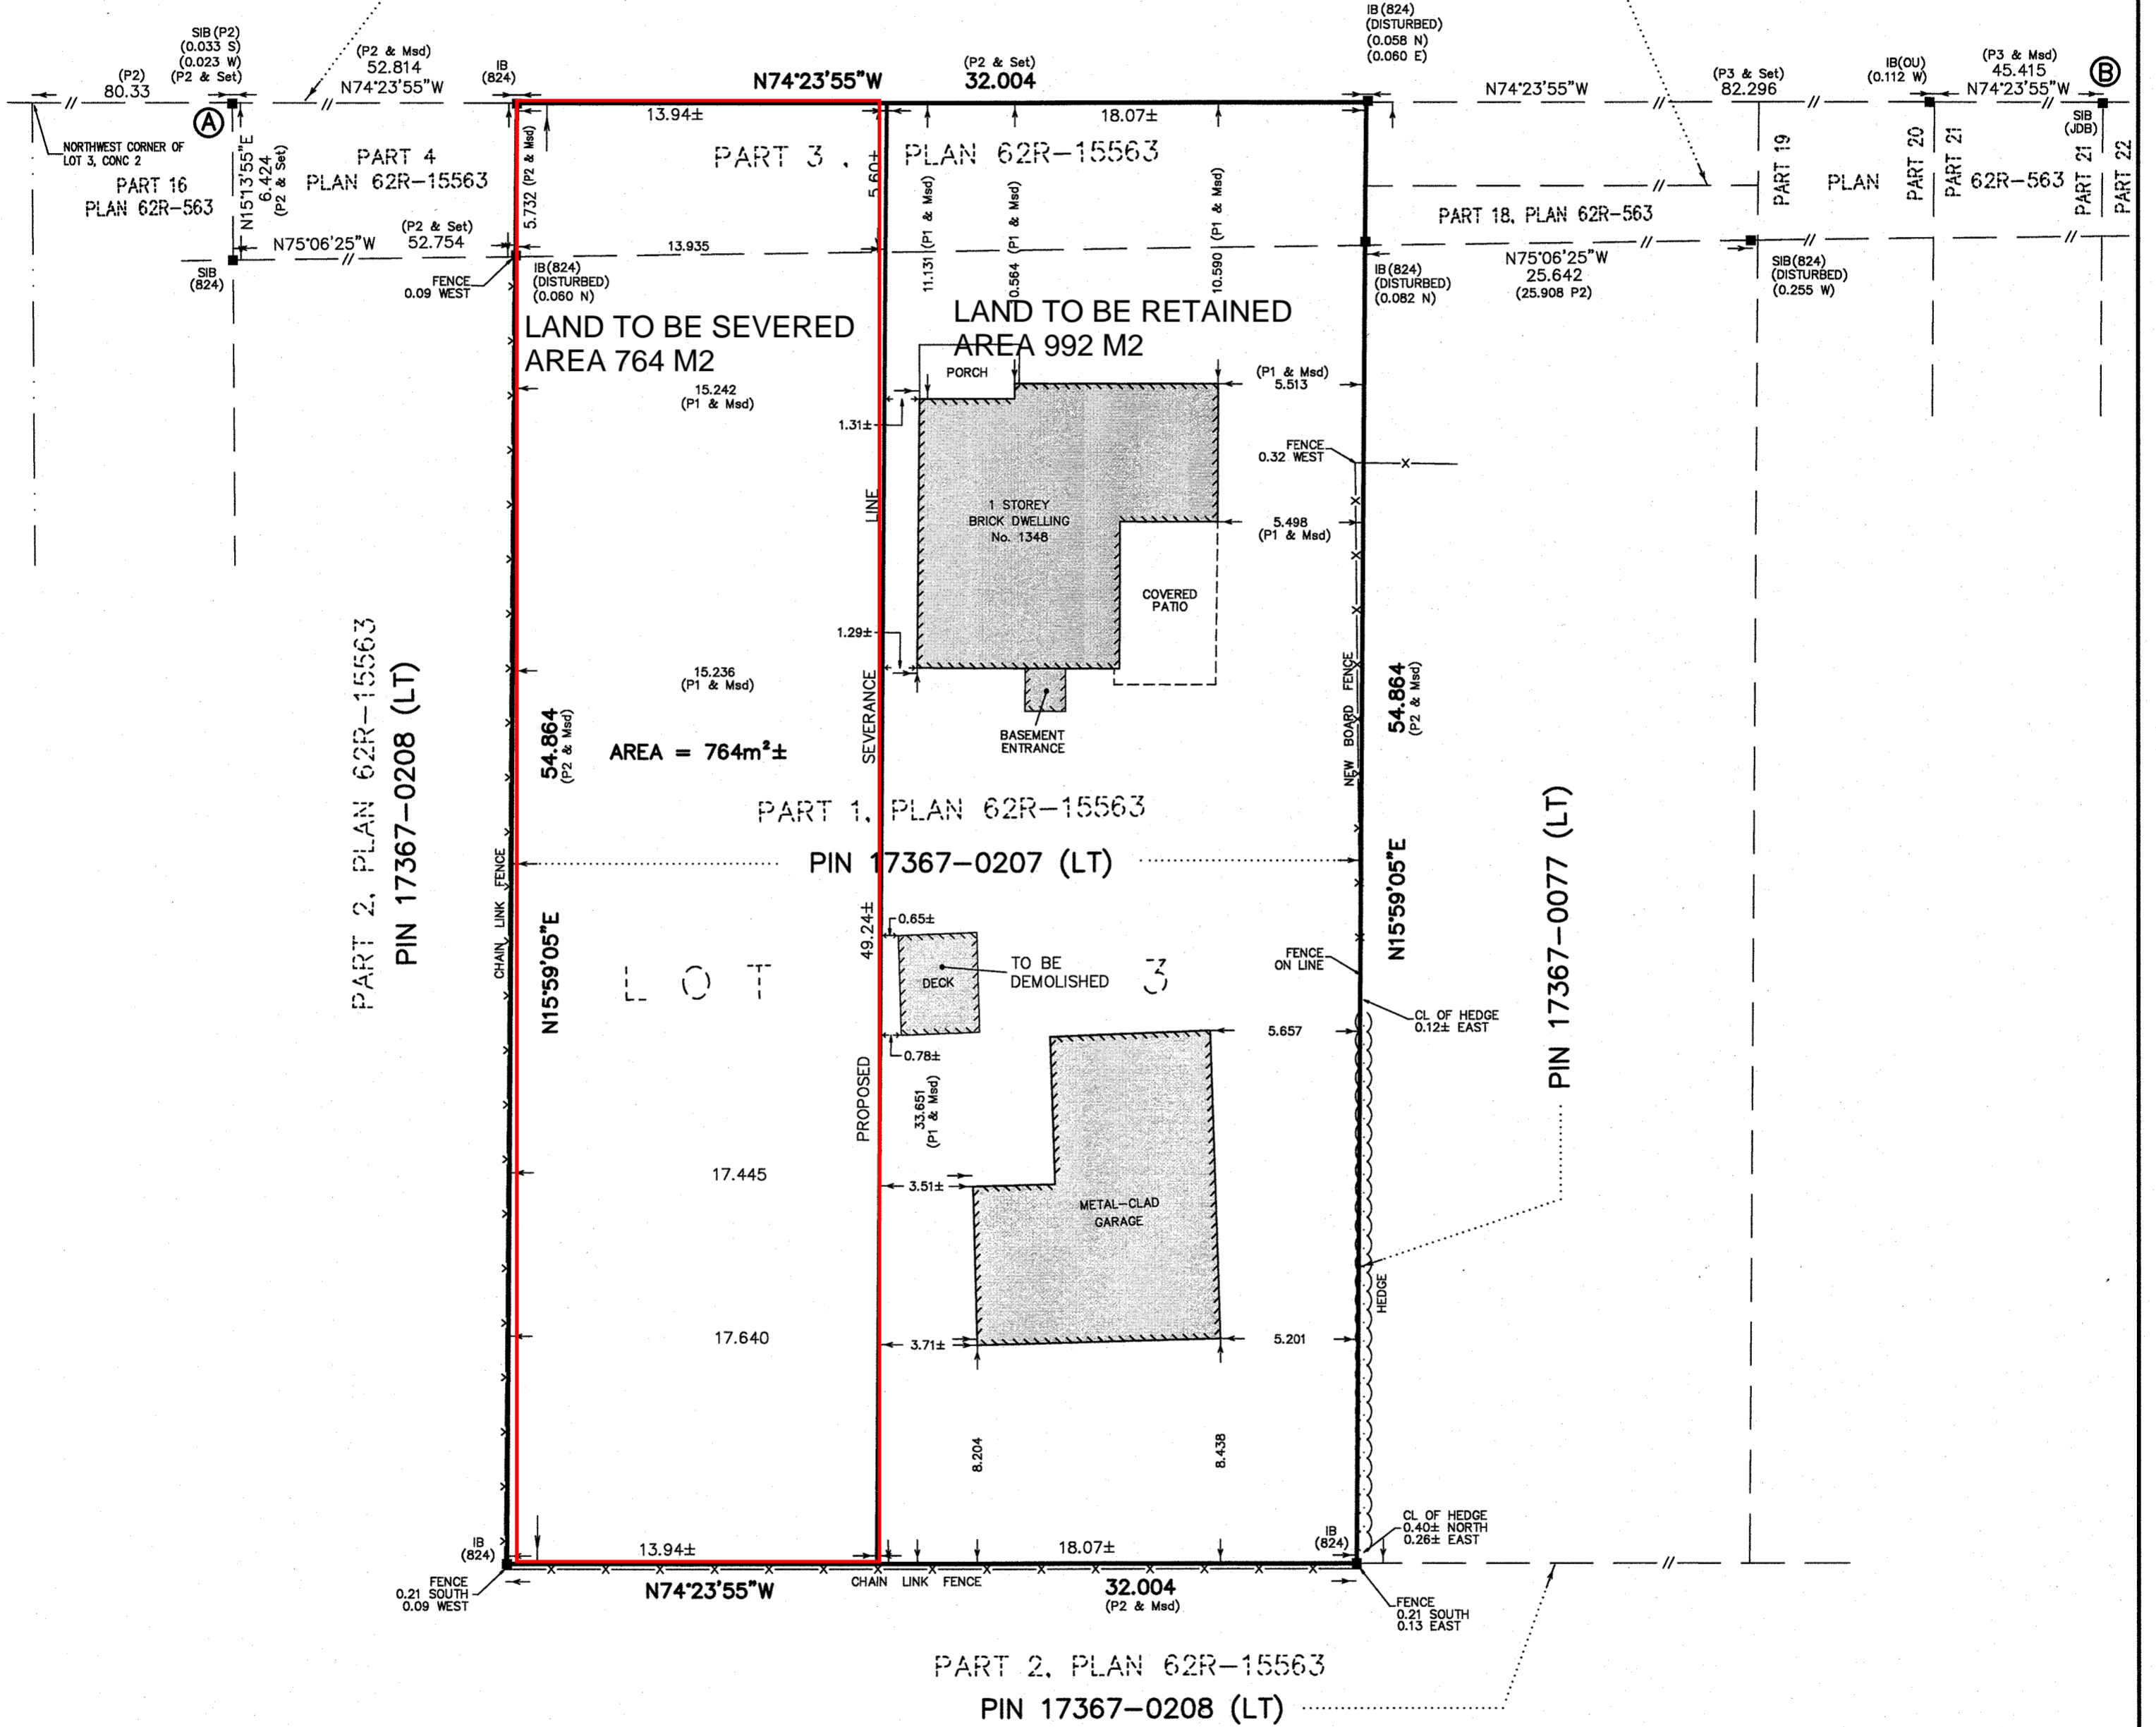 SIB (P2)
(0.033 S)
(0.023 W)
(P2 & Set)
(P2)
80.33
(P2 & Msd)
52.814
N74°23'55"W
IB
(824)
N74°23'55"W
(P2 & Set)
32.004
IB (824)
(DISTURBED)
(0.058 N)
(0.060 E)
N74°23'55"W
(P3 & Set)
82.296
IB(OU)
(0.112 W)
(P3 & Msd)
45.415
N74°23'55"W
B
A
SIB
(JDB)
NORTHWEST CORNER OF
LOT 3, CONC 2
PART 16
PLAN 62R-563
N15°13'55"E
6.424
(P2 & Set)
PART 4
PLAN 62R-15563
13.94±
18.07±
5.732 (P2 & Msd)
PART 3 , PLAN 62R-15563
5.60±
11.131 (P1 & Msd)
10.590 (P1 & Msd)
PART 19
PLAN
PART 20
PART 21
62R-563
PART 21
PART 22
PART 18, PLAN 62R-563
N75°06'25"W
(P2 & Set)
52.754
SIB
(824)
FENCE
0.09 WEST
13.935
IB (824)
(DISTURBED)
(0.060 N)
IB (824)
(DISTURBED)
(0.082 N)
N75°06'25"W
25.642
(25.908 P2)
SIB(824)
(DISTURBED)
(0.255 W)
LAND TO BE SEVERED
AREA 764 M2
LAND TO BE RETAINED
AREA 992 M2
PORCH
15.242
(P1 & Msd)
(P1 & Msd)
5.513
1.31±
FENCE
0.32 WEST
LINE
1 STOREY
BRICK DWELLING
No. 1348
5.498
(P1 & Msd)
COVERED
PATIO
1.29±
15.236
(P1 & Msd)
SEVERANCE
BASEMENT
ENTRANCE
NEW BOARD FENCE
54.864
(P2 & Msd)
54.864
(P2 & Msd)
AREA = 764m²±
PART 2, PLAN 62R-15563
PIN 17367-0208 (LT)
PART 1, PLAN 62R-15563
PIN 17367-0207 (LT)
CHAIN LINK FENCE
N15°59'05"E
N15°59'05"E
PIN 17367-0077 (LT)
49.24±
0.65±
LOT 3
DECK
TO BE
DEMOLISHED
FENCE
ON LINE
CL OF HEDGE
0.12± EAST
0.78±
5.657
PROPOSED
33.651
(P1 & Msd)
17.445
3.51±
METAL-CLAD
GARAGE
HEDGE
17.640
3.71±
5.201
8.204
8.438
IB
(824)
13.94±
18.07±
IB
(824)
CL OF HEDGE
0.40± NORTH
0.26± EAST
FENCE
0.21 SOUTH
0.09 WEST
N74°23'55"W
CHAIN LINK FENCE
32.004
(P2 & Msd)
FENCE
0.21 SOUTH
0.13 EAST
PART 2, PLAN 62R-15563
PIN 17367-0208 (LT)